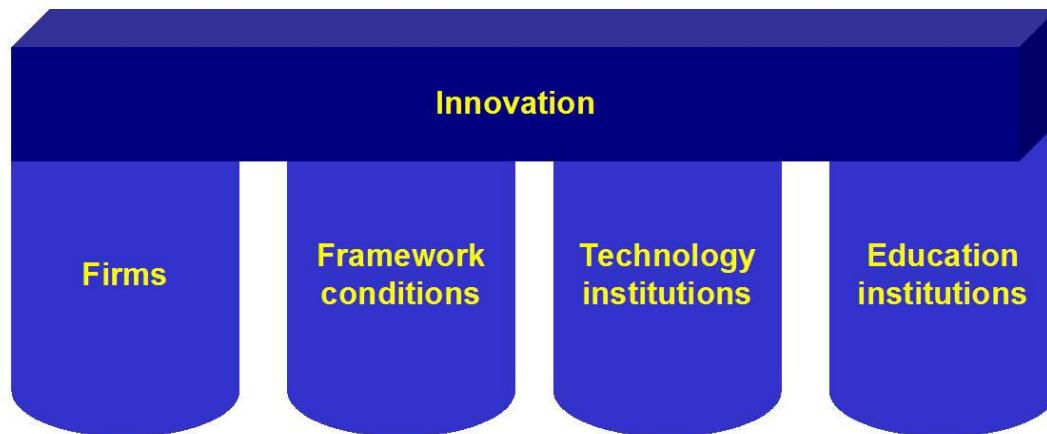 Innovation
Firms
Framework
conditions
Technology
institutions
Education
institutions